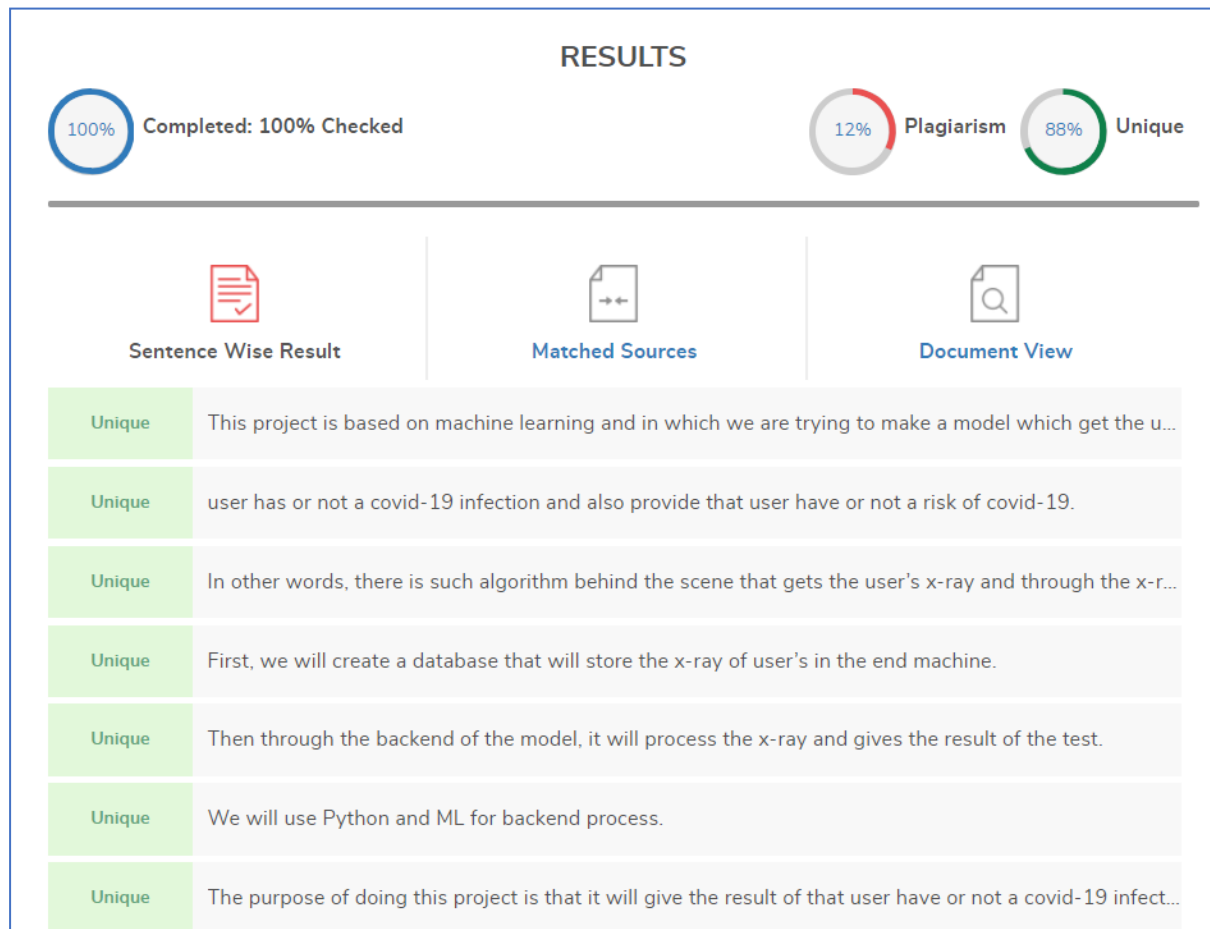 RESULTS
100% Completed: 100% Checked 12% Plagiarism 88% Unique
Sentence Wise Result Matched Sources Document View
Unique This project is based on machine learning and in which we are trying to make a model which get the u...
Unique user has or not a covid-19 infection and also provide that user have or not a risk of covid-19.
Unique In other words, there is such algorithm behind the scene that gets the user's x-ray and through the x-r...
Unique First, we will create a database that will store the x-ray of user's in the end machine.
Unique Then through the backend of the model, it will process the x-ray and gives the result of the test.
Unique We will use Python and ML for backend process.
Unique The purpose of doing this project is that it will give the result of that user have or not a covid-19 infect...